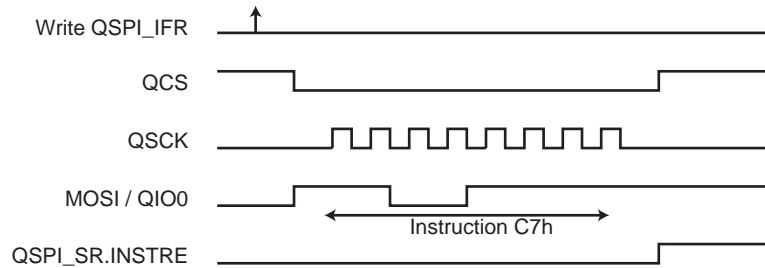 Write QSPI_IFR
QCS
QSCK
MOSI / QIO0
Instruction C7h
QSPI_SR.INSTRE